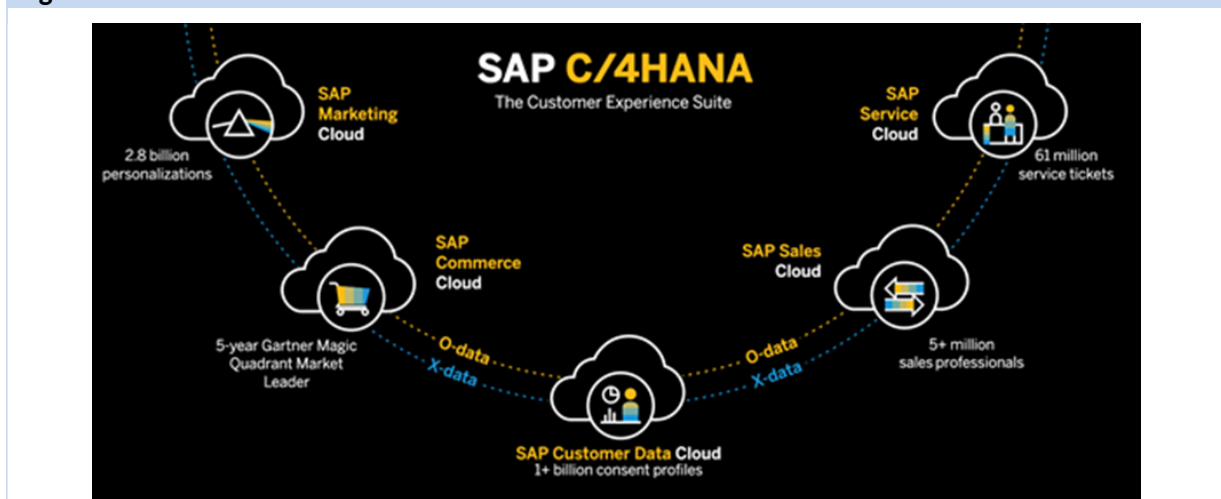 SAP C/4HANA
The Customer Experience Suite
SAP
Marketing
Cloud
2.8 billion
personalizations
SAP
Service
Cloud
61 million
service tickets
SAP
Commerce
Cloud
5-year Gartner Magic
Quadrant Market
Leader
SAP Sales
Cloud
5+ million
sales professionals
O-data
X-data
O-data
X-data
SAP Customer Data Cloud
1+ billion consent profiles